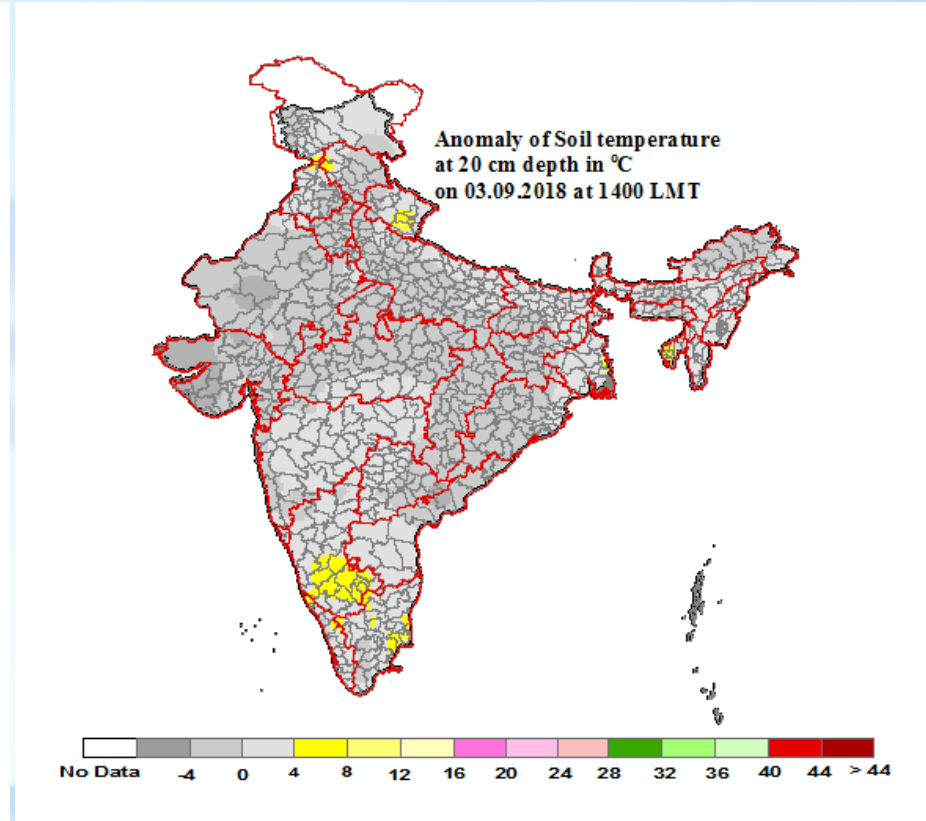 Anomaly of Soil temperature
at 20 cm depth in °C
on 03.09.2018 at 1400 LMT
No Data -4 0 4 8 12 16 20 24 28 32 36 40 44 > 44